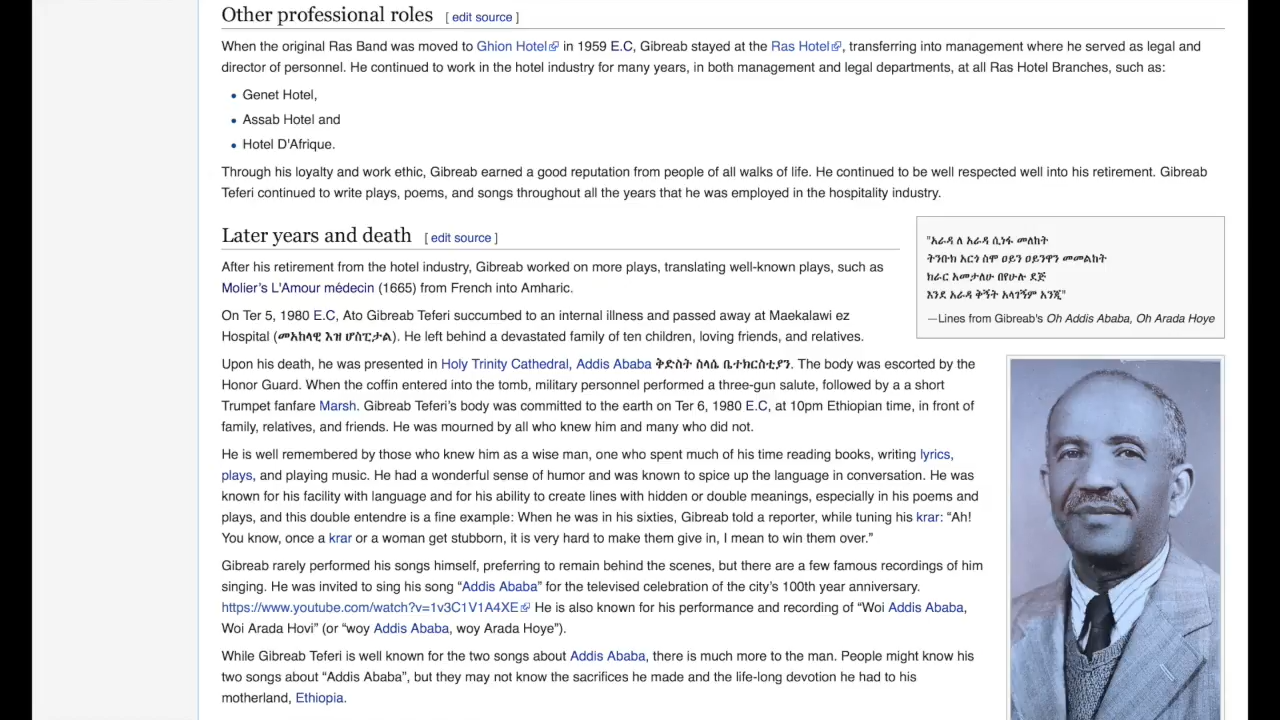 Other professional roles [ edit source ]
When the original Ras Band was moved to Ghion Hotel in 1959 E.C, Gibreab stayed at the Ras Hotel, transferring into management where he served as legal and
director of personnel. He continued to work in the hotel industry for many years, in both management and legal departments, at all Ras Hotel Branches, such as:
• Genet Hotel,
• Assab Hotel and
• Hotel D'Afrique.
Through his loyalty and work ethic, Gibreab earned a good reputation from people of all walks of life. He continued to be well respected well into his retirement. Gibreab
Teferi continued to write plays, poems, and songs throughout all the years that he was employed in the hospitality industry.
Later years and death [ edit source ]
After his retirement from the hotel industry, Gibreab worked on more plays, translating well-known plays, such as
Molier's L'Amour médecin (1665) from French into Amharic.
On Ter 5, 1980 E.C, Ato Gibreab Teferi succumbed to an internal illness and passed away at Maekalawi ez
Hospital (መአከላዊ እዝ ሆስፒታል). He left behind a devastated family of ten children, loving friends, and relatives.
"አራዳ ለ አራዳ ሲነፋ መለከት
ትንቡክ አርጎ ስሞ ዐይን ዐይንዋን መመልከት
ክራር አመታለሁ በየሁሉ ደጅ
እንደ አራዳ ቅኝት አላገኝም አንጂ"
—Lines from Gibreab's Oh Addis Ababa, Oh Arada Hoye
Upon his death, he was presented in Holy Trinity Cathedral, Addis Ababa ቅድስት ስላሴ ቤተክርስቲያን. The body was escorted by the
Honor Guard. When the coffin entered into the tomb, military personnel performed a three-gun salute, followed by a a short
Trumpet fanfare Marsh. Gibreab Teferi's body was committed to the earth on Ter 6, 1980 E.C, at 10pm Ethiopian time, in front of
family, relatives, and friends. He was mourned by all who knew him and many who did not.
He is well remembered by those who knew him as a wise man, one who spent much of his time reading books, writing lyrics,
plays, and playing music. He had a wonderful sense of humor and was known to spice up the language in conversation. He was
known for his facility with language and for his ability to create lines with hidden or double meanings, especially in his poems and
plays, and this double entendre is a fine example: When he was in his sixties, Gibreab told a reporter, while tuning his krar: “Ah!
You know, once a krar or a woman get stubborn, it is very hard to make them give in, I mean to win them over.”
Gibreab rarely performed his songs himself, preferring to remain behind the scenes, but there are a few famous recordings of him
singing. He was invited to sing his song “Addis Ababa” for the televised celebration of the city's 100th year anniversary.
https://www.youtube.com/watch?v=1v3C1V1A4XE He is also known for his performance and recording of “Woi Addis Ababa,
Woi Arada Hovi” (or “woy Addis Ababa, woy Arada Hoye”).
While Gibreab Teferi is well known for the two songs about Addis Ababa, there is much more to the man. People might know his
two songs about “Addis Ababa”, but they may not know the sacrifices he made and the life-long devotion he had to his
motherland, Ethiopia.